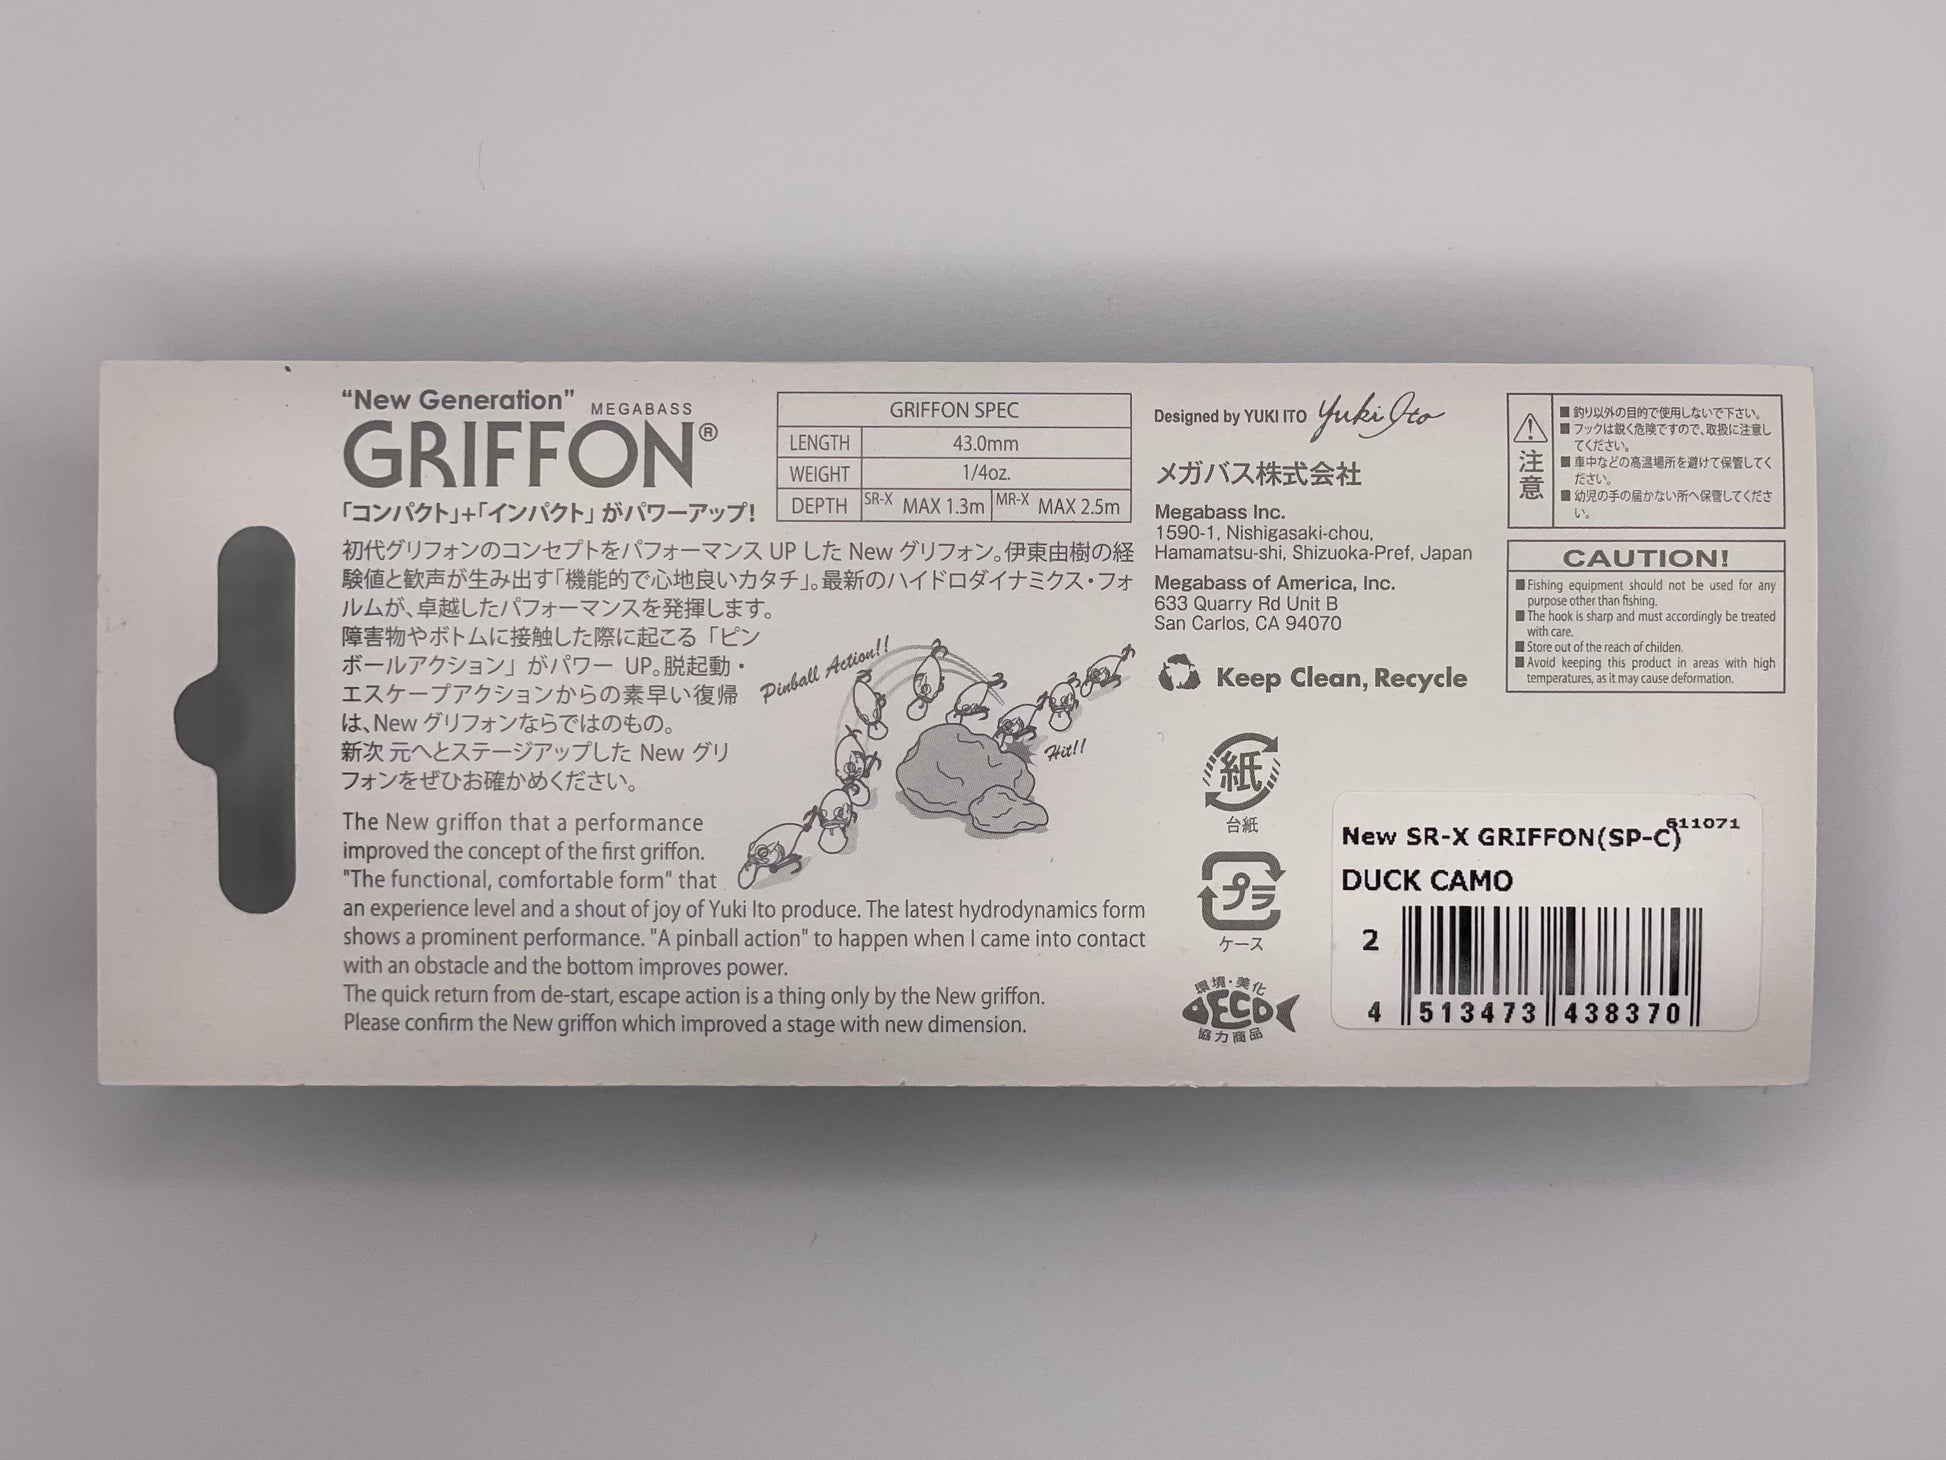 “New Generation” MEGABASS
GRIFFON®
「コンパクト」+「インパクト」がパワーアップ!
GRIFFON SPEC
LENGTH 43.0mm
WEIGHT 1/4oz.
DEPTH SR-X MAX 1.3m MR-X MAX 2.5m
初代グリフォンのコンセプトをパフォーマンス UP した New グリフォン。伊東由樹の経
験値と歓声が生み出す「機能的で心地良いカタチ」。最新のハイドロダイナミクス・フォ
ルムが、卓越したパフォーマンスを発揮します。
障害物やボトムに接触した際に起こる 「ピン
ボールアクション」 がパワー UP。脱起動・
エスケープアクションからの素早い復帰
は、New グリフォンならではのもの。
新次 元へとステージアップした New グリ
フォンをぜひお確かめください。
Pinball Action!!
Hit!!
The New griffon that a performance
improved the concept of the first griffon.
"The functional, comfortable form" that
an experience level and a shout of joy of Yuki Ito produce. The latest hydrodynamics form
shows a prominent performance. "A pinball action" to happen when I came into contact
with an obstacle and the bottom improves power.
The quick return from de-start, escape action is a thing only by the New griffon.
Please confirm the New griffon which improved a stage with new dimension.
Designed by YUKI ITO Yuki Ito
メガバス株式会社
Megabass Inc.
1590-1, Nishigasaki-chou,
Hamamatsu-shi, Shizuoka-Pref, Japan
Megabass of America, Inc.
633 Quarry Rd Unit B
San Carlos, CA 94070
Keep Clean, Recycle
紙
台紙
プラ
ケース
環境・美化
DECO
協力商品
注意
■釣り以外の目的で使用しないで下さい。
■フックは鋭く危険ですので、取扱に注意し
てください。
■車中などの高温場所を避けて保管してく
ださい。
■幼児の手の届かない所へ保管してくださ
い。
CAUTION!
■Fishing equipment should not be used for any
purpose other than fishing.
■The hook is sharp and must accordingly be treated
with care.
■Store out of the reach of childen.
■Avoid keeping this product in areas with high
temperatures, as it may cause deformation.
New SR-X GRIFFON(SP-C) 611071
DUCK CAMO
2
4 513473 438370